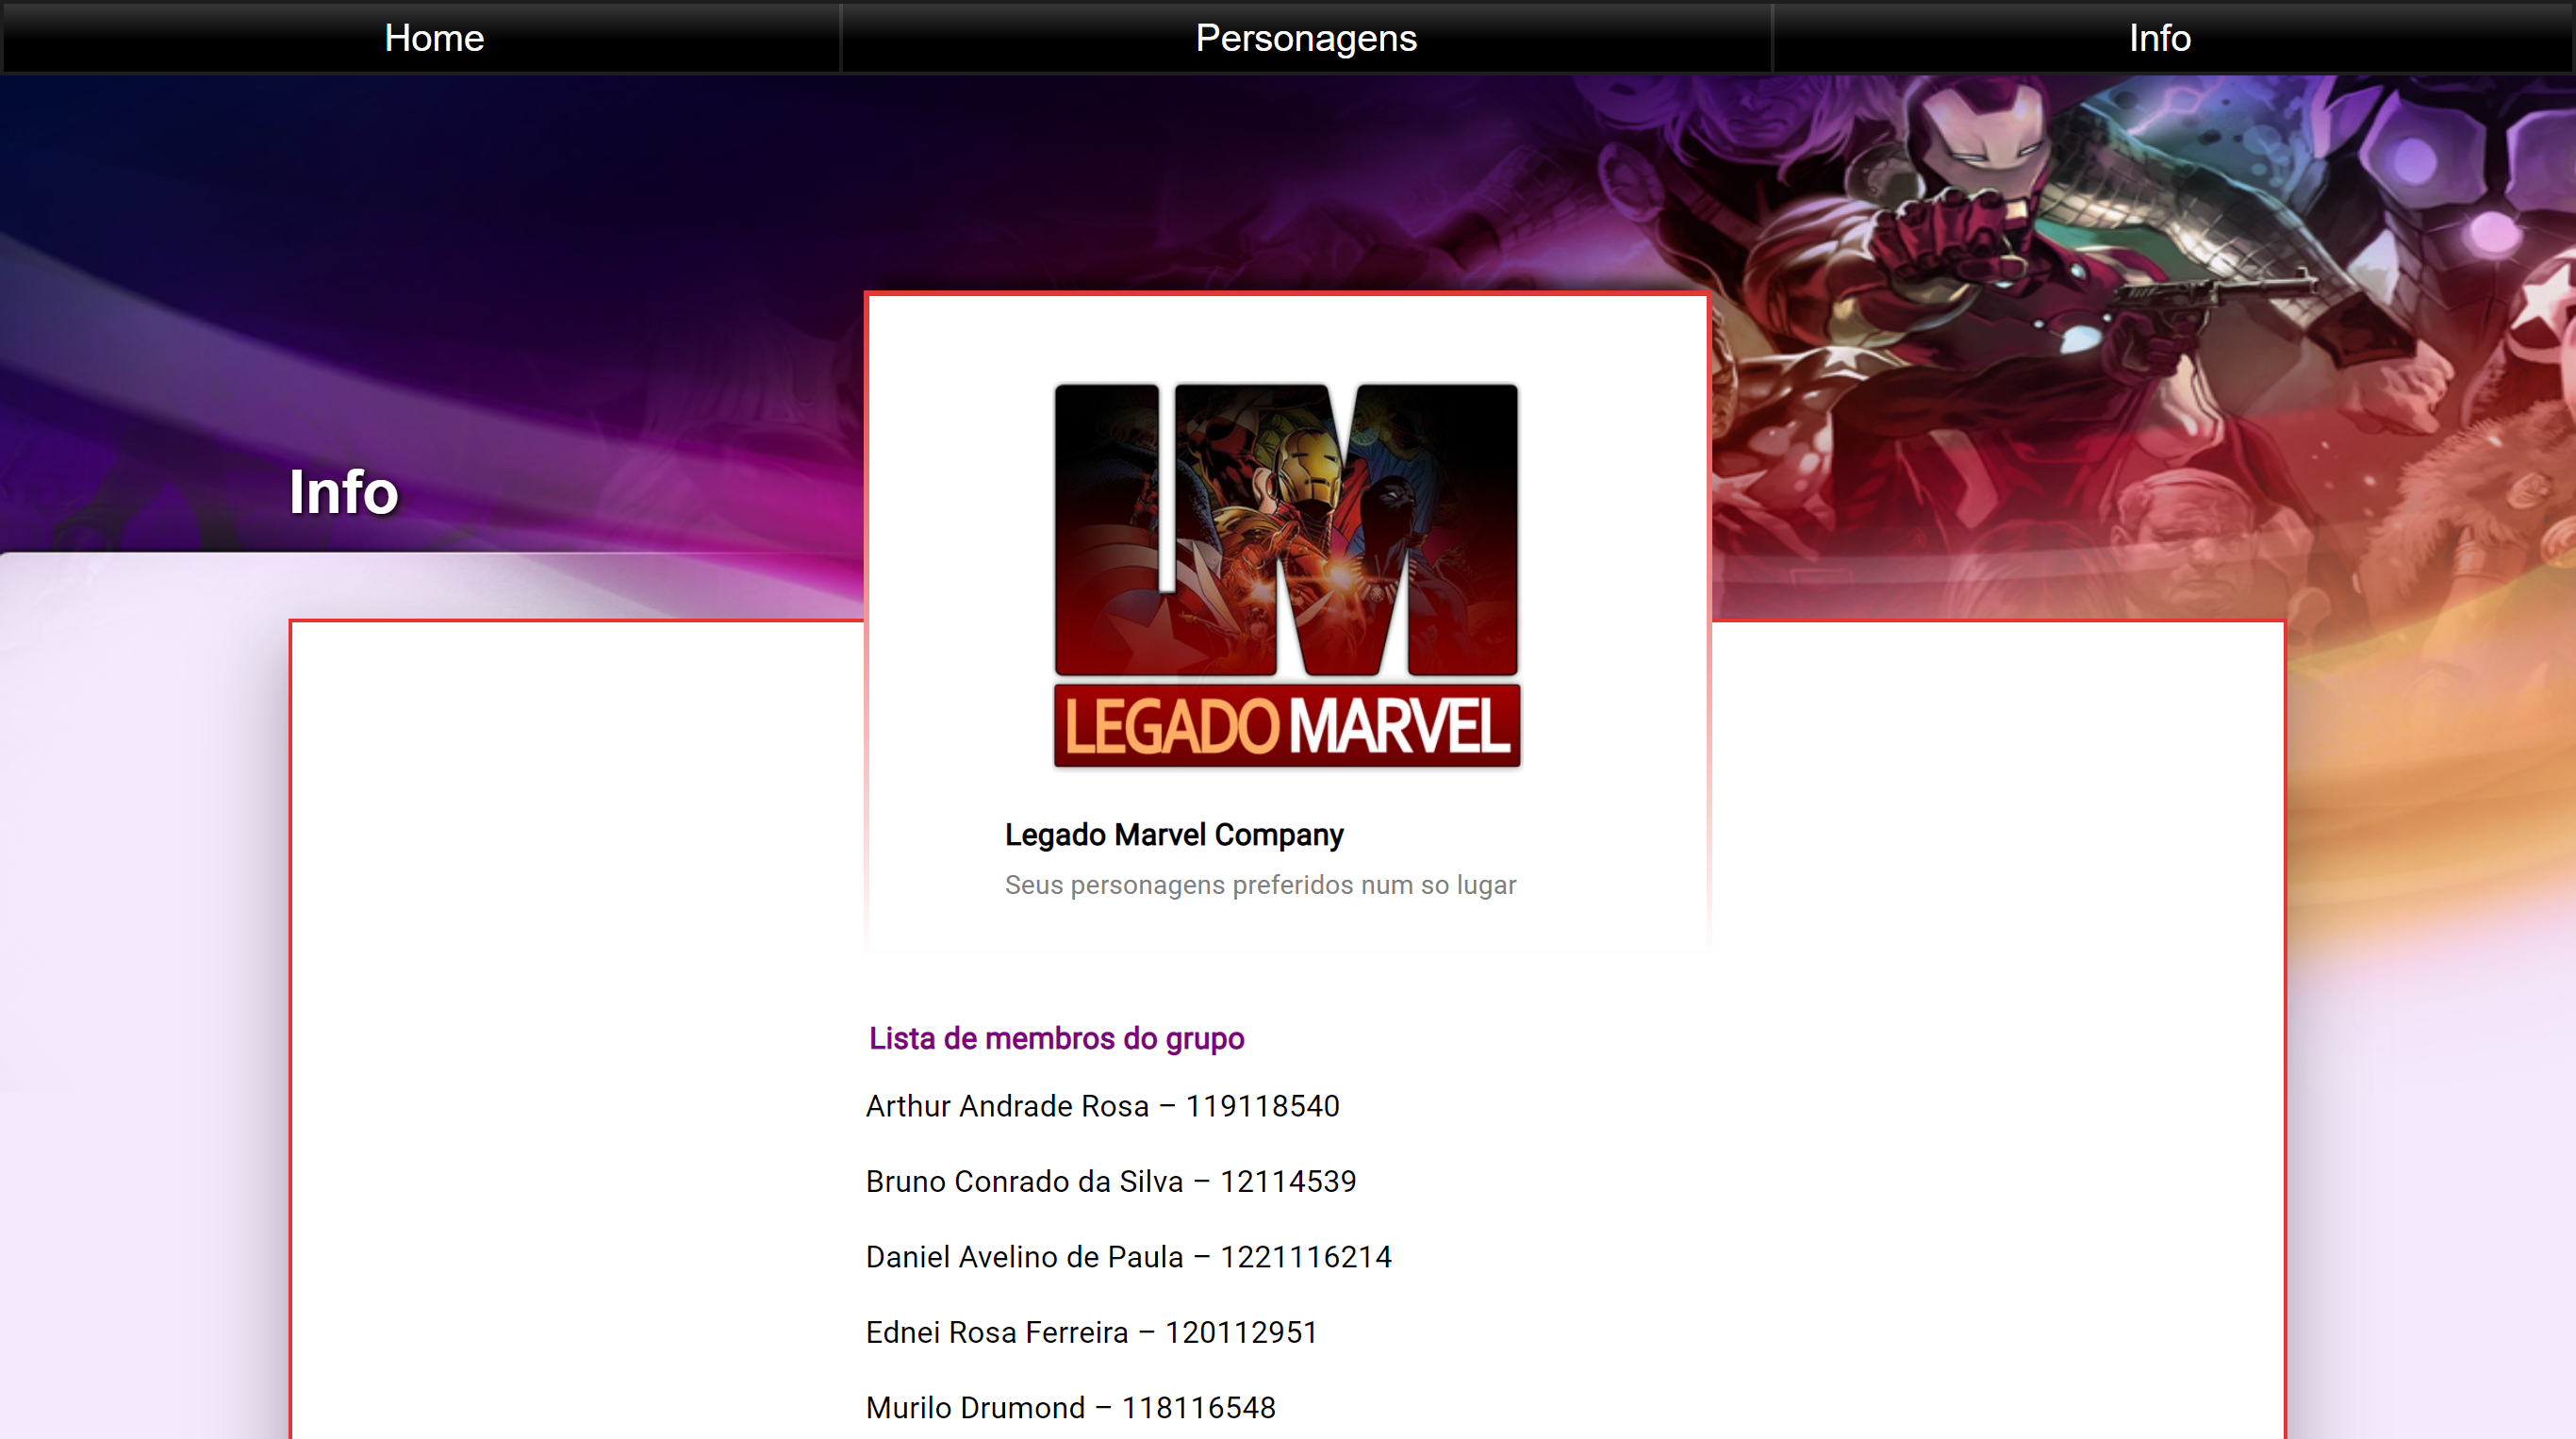 Home
Personagens
Info
Info
LEGADO MARVEL
Legado Marvel Company
Seus personagens preferidos num so lugar
Lista de membros do grupo
Arthur Andrade Rosa – 119118540
Bruno Conrado da Silva – 12114539
Daniel Avelino de Paula – 1221116214
Ednei Rosa Ferreira – 120112951
Murilo Drumond – 118116548